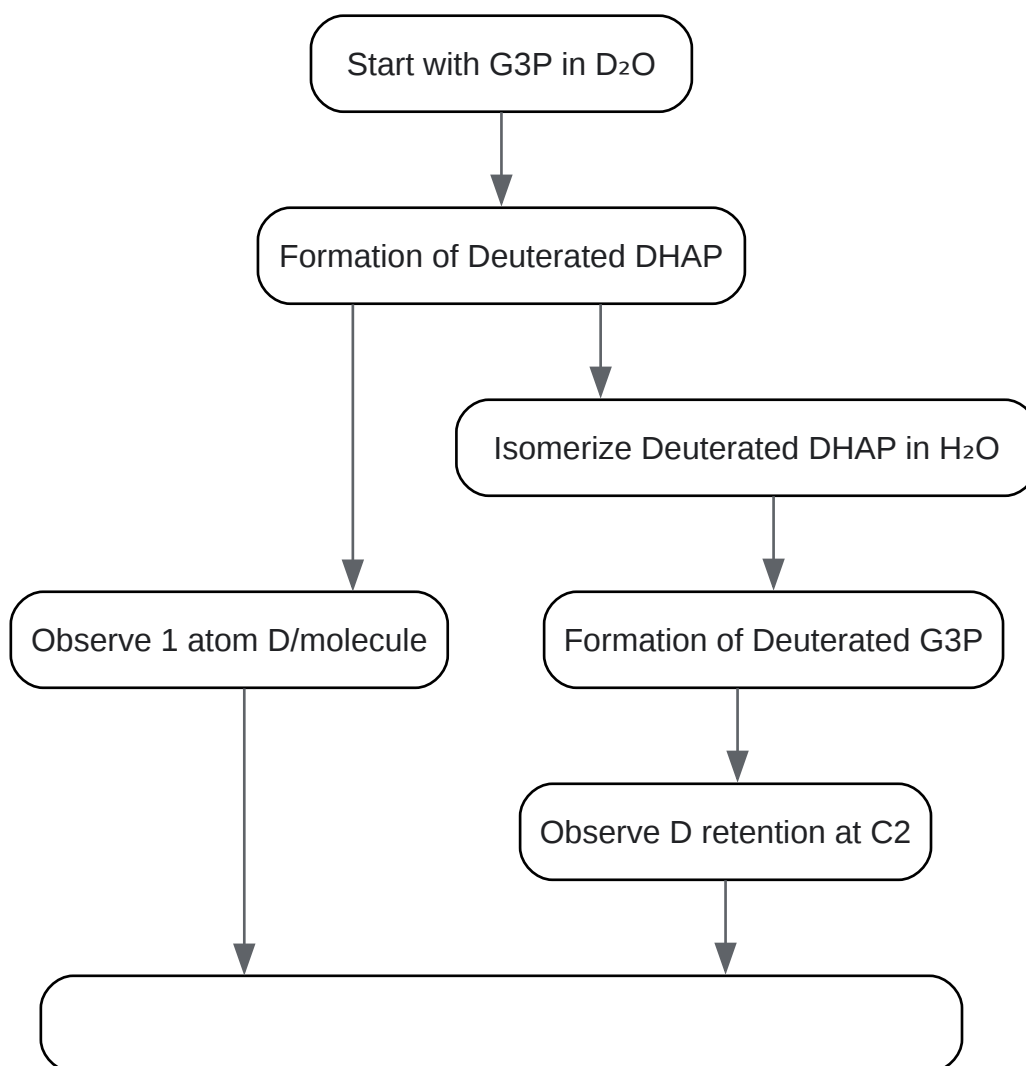 Start with G3P in D₂O
Formation of Deuterated DHAP
Isomerize Deuterated DHAP in H₂O
Observe 1 atom D/molecule
Formation of Deuterated G3P
Observe D retention at C2